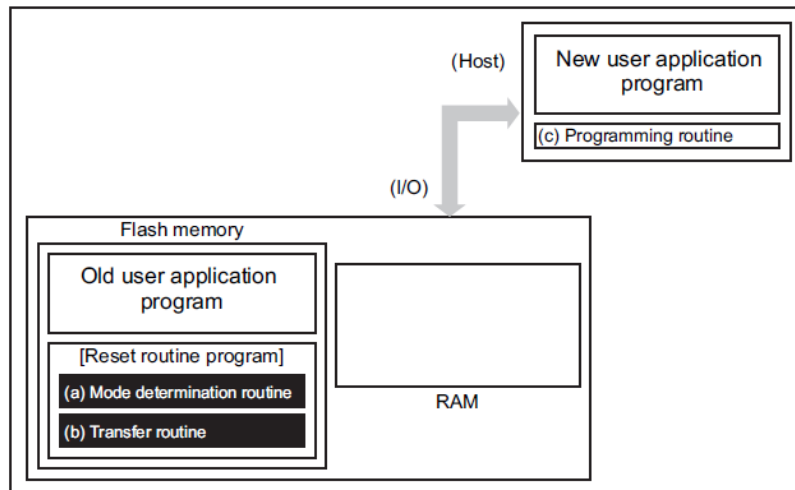 (Host)
New user application
program
(c) Programming routine
(I/O)
Flash memory
Old user application
program
[Reset routine program]
(a) Mode determination routine
(b) Transfer routine
RAM